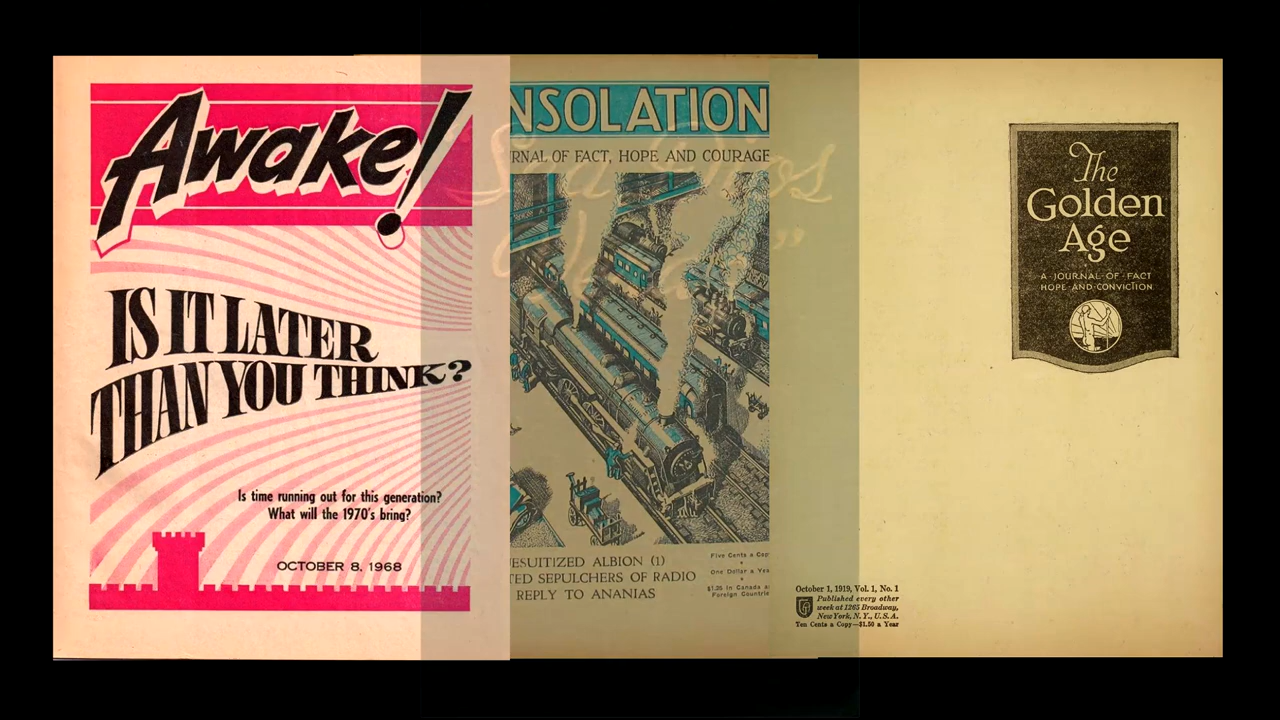 Awake!
IS IT LATER
THAN YOU THINK?
Is time running out for this generation?
What will the 1970's bring?
OCTOBER 8, 1968
NSOLATION
RNAL OF FACT, HOPE AND COURAGE
ESUITIZED ALBION (1)
TED SEPULCHERS OF RADIO
REPLY TO ANANIAS
Five Cents a Cop
One Dollar a Yea
$1.25 in Canada a
Foreign Countrie
The
Golden
Age
A JOURNAL OF FACT
HOPE AND CONVICTION
October 1, 1919, Vol. 1, No. 1
Published every other
week at 1265 Broadway,
New York, N. Y., U. S. A.
Ten Cents a Copy—$1.50 a Year